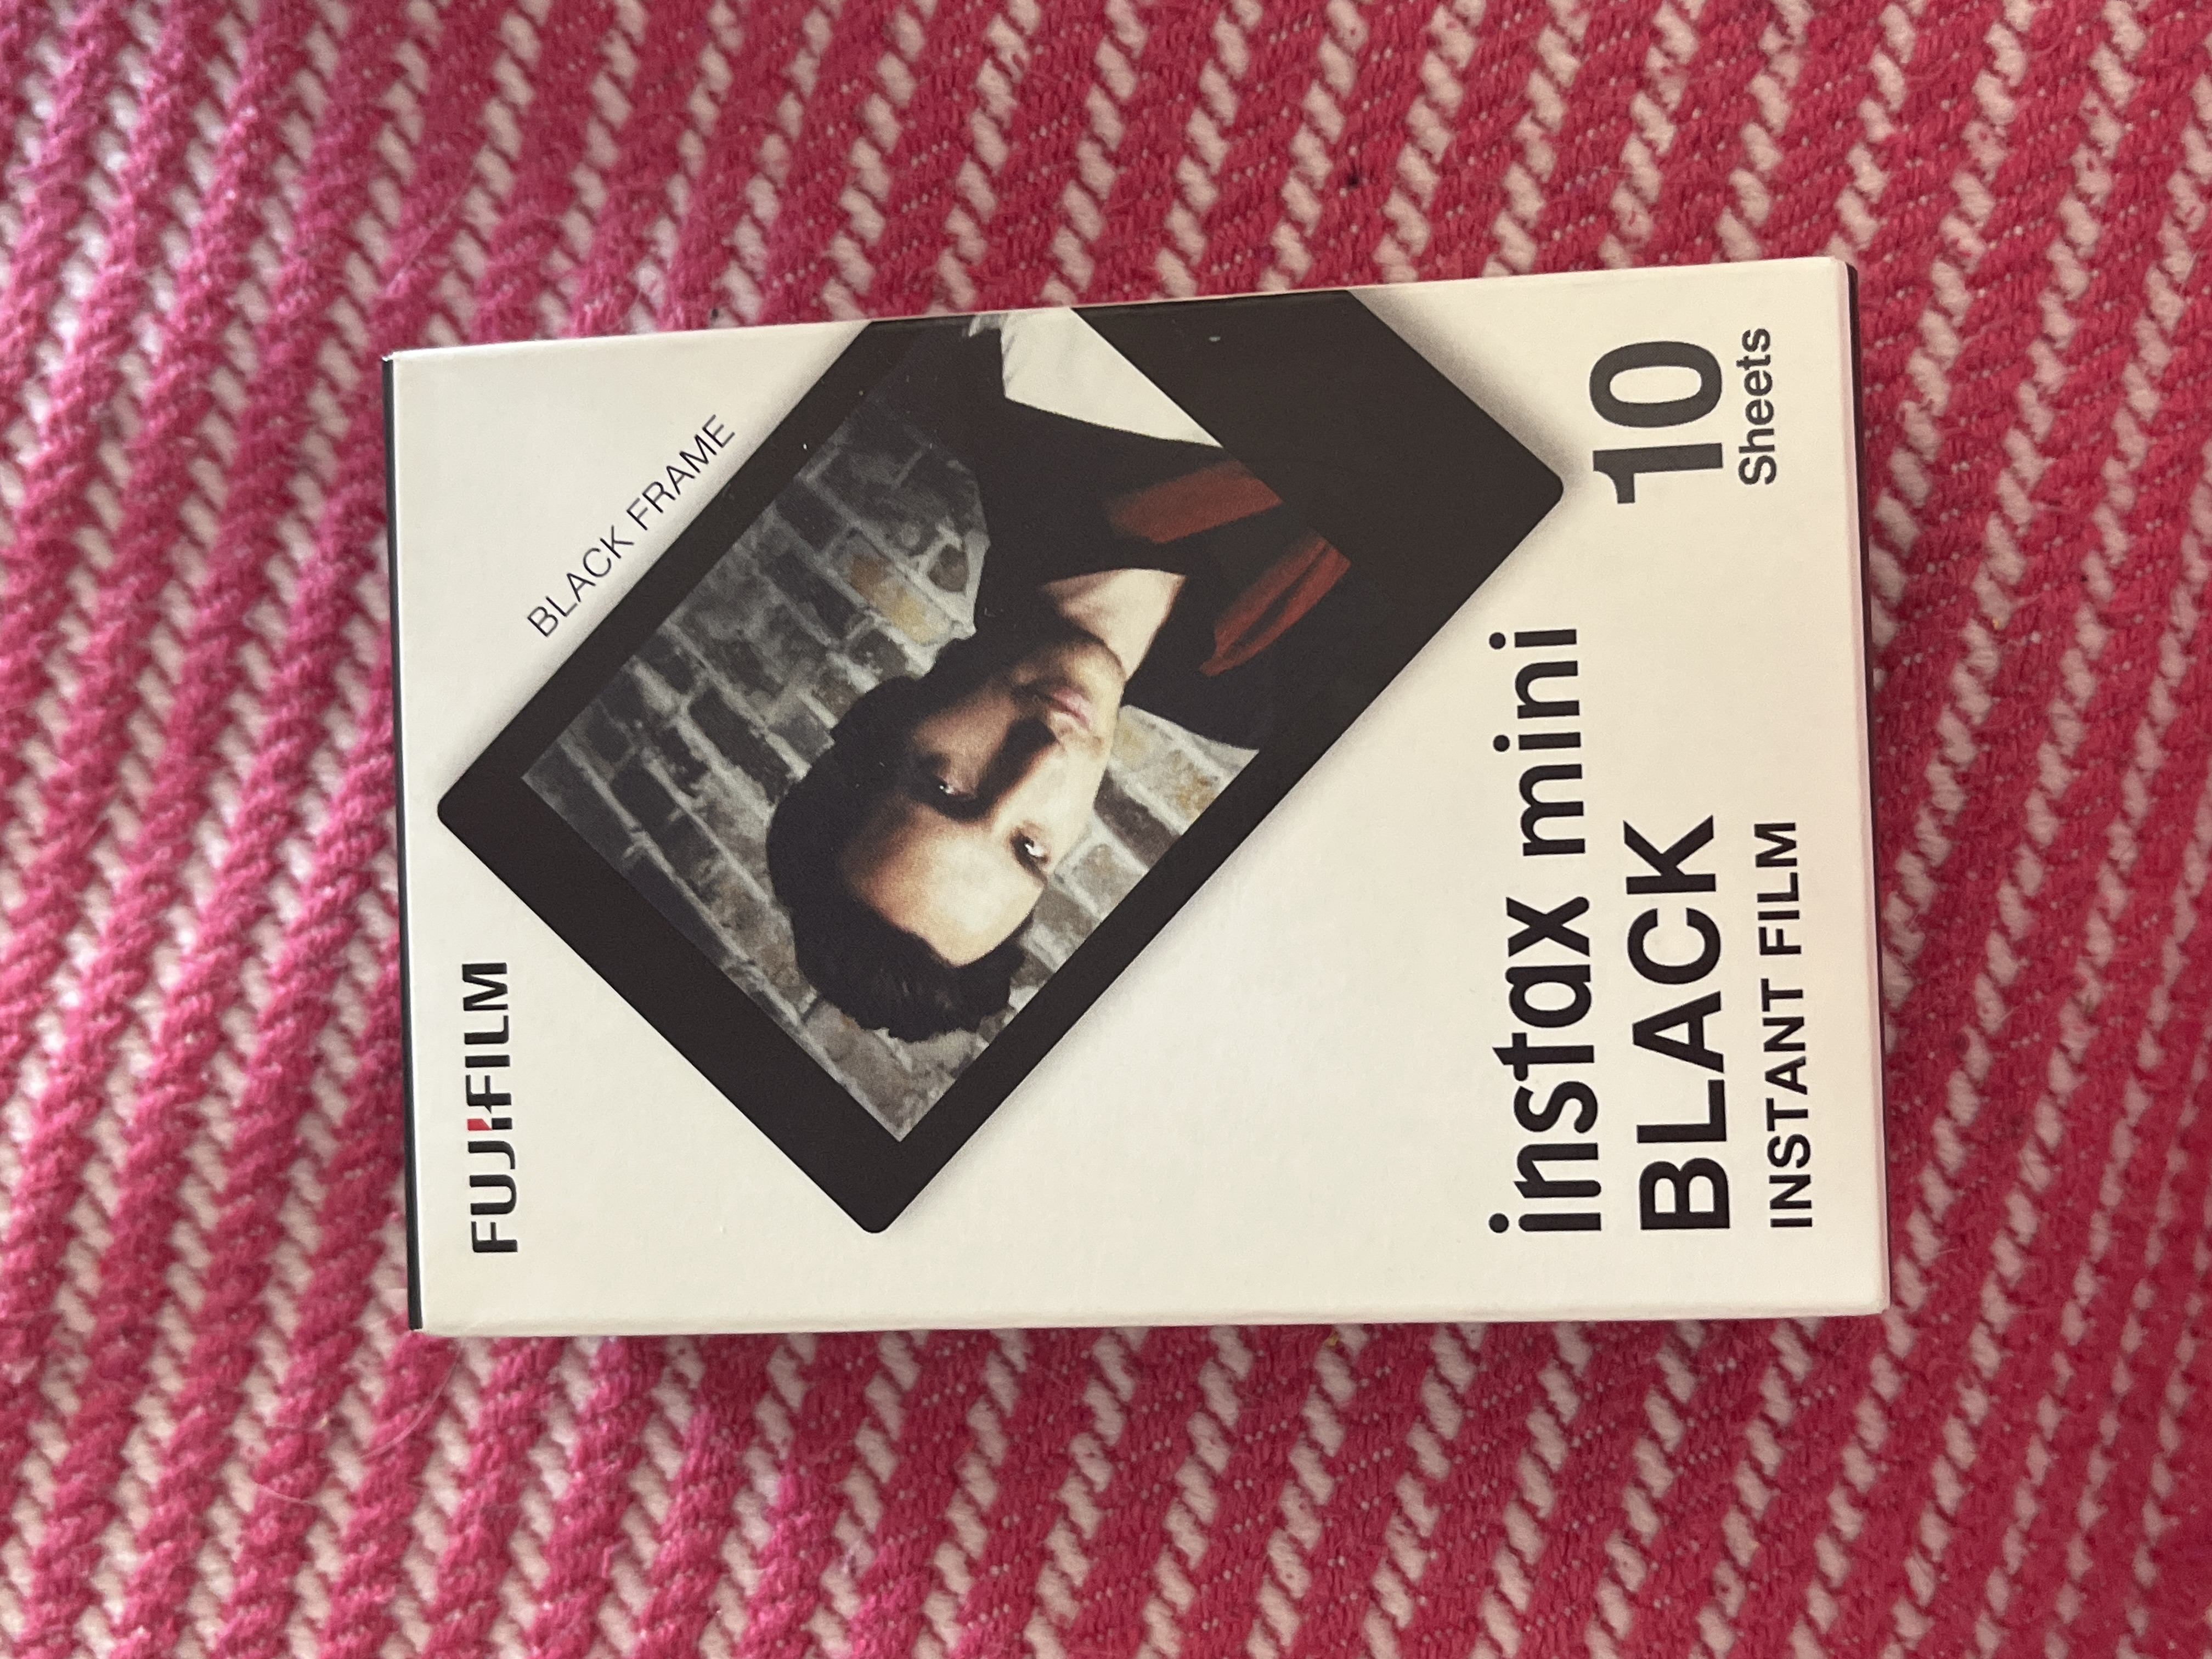 FUJIFILM
BLACK FRAME
instax mini
BLACK
INSTANT FILM
10
Sheets